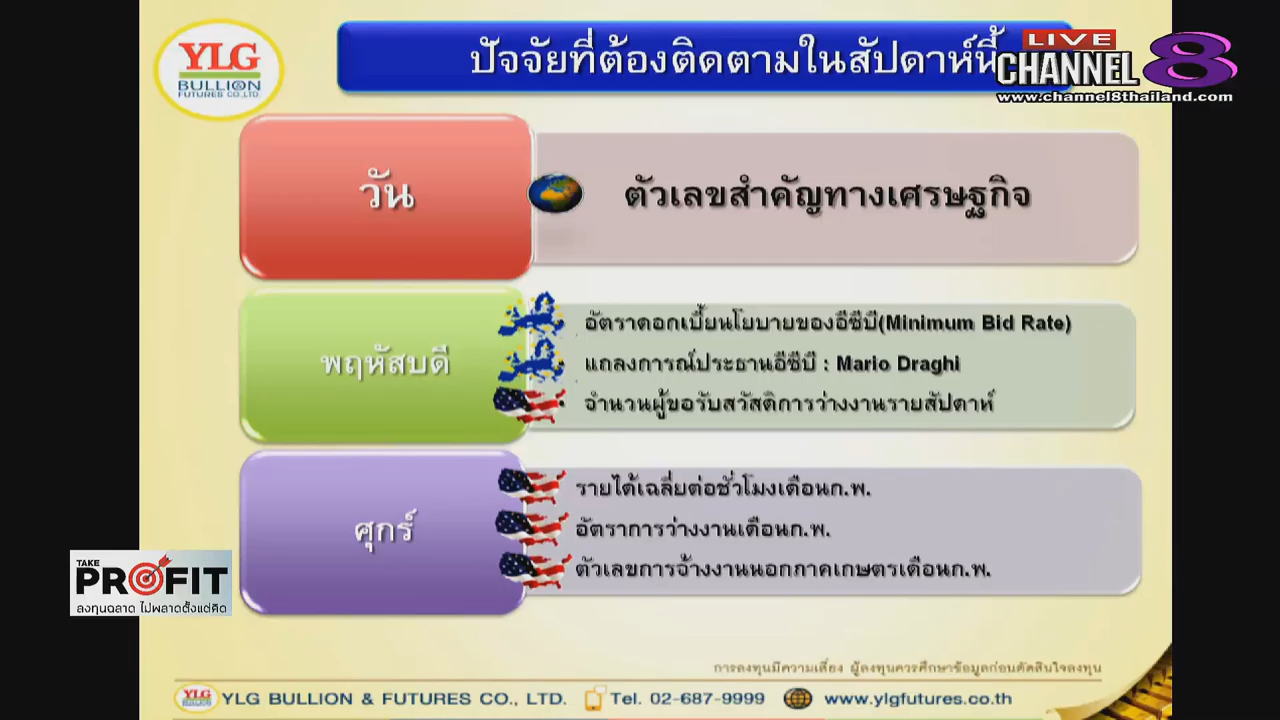 YLG
BULLION
FUTURES CO.,LTD.
ปัจจัยที่ต้องติดตามในสัปดาห์นี้
LIVE
CHANNEL 8
www.channel8thailand.com
วัน
ตัวเลขสำคัญทางเศรษฐกิจ
พฤหัสบดี
อัตราดอกเบี้ยนโยบายของอีซีบี(Minimum Bid Rate)
แถลงการณ์ประธานอีซีบี : Mario Draghi
จำนวนผู้ขอรับสวัสดิการว่างงานรายสัปดาห์
ศุกร์
รายได้เฉลี่ยต่อชั่วโมงเดือนก.พ.
อัตราการว่างงานเดือนก.พ.
ตัวเลขการจ้างงานนอกภาคเกษตรเดือนก.พ.
TAKE
PROFIT
ลงทุนฉลาด ไม่พลาดตั้งแต่คิด
การลงทุนมีความเสี่ยง ผู้ลงทุนควรศึกษาข้อมูลก่อนตัดสินใจลงทุน
YLG YLG BULLION & FUTURES CO., LTD. Tel. 02-687-9999 www.ylgfutures.co.th